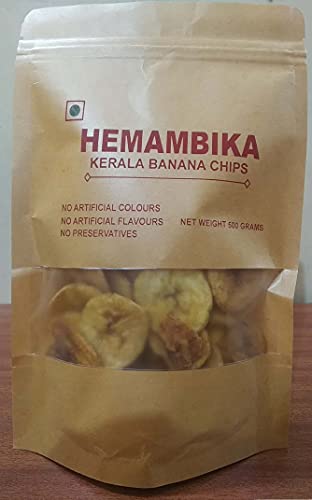 HEMAMBIKA
KERALA BANANA CHIPS
NO ARTIFICIAL COLOURS
NO ARTIFICIAL FLAVOURS NET WEIGHT 500 GRAMS
NO PRESERVATIVES